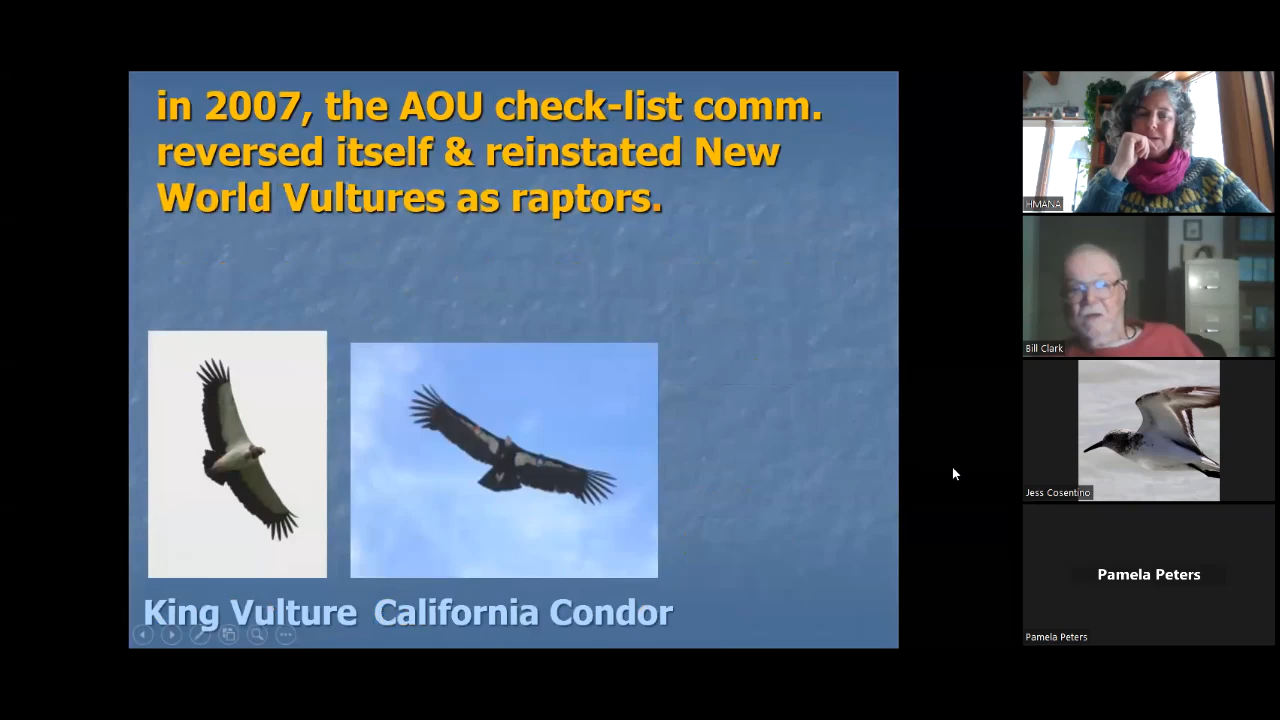 in 2007, the AOU check-list comm.
reversed itself & reinstated New
World Vultures as raptors.
King Vulture
California Condor
HMANA
Bill Clark
Jess Cosentino
Pamela Peters
Pamela Peters